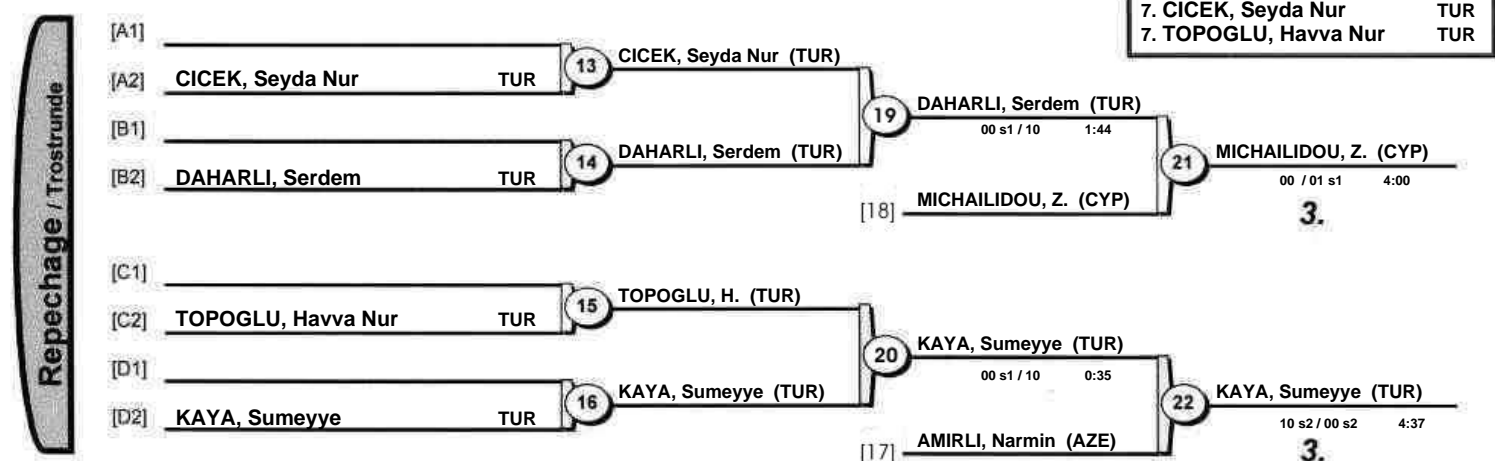 7. CICEK, Seyda Nur TUR
7. TOPOGLU, Havva Nur TUR
Repechage / Trostrunde
[A1]
[A2] CICEK, Seyda Nur TUR
13 CICEK, Seyda Nur (TUR)
[B1]
[B2] DAHARLI, Serdem TUR
14 DAHARLI, Serdem (TUR)
19 DAHARLI, Serdem (TUR)
00 s1 / 10 1:44
[18] MICHAILIDOU, Z. (CYP)
21 MICHAILIDOU, Z. (CYP)
00 / 01 s1 4:00
3.
[C1]
[C2] TOPOGLU, Havva Nur TUR
15 TOPOGLU, H. (TUR)
[D1]
[D2] KAYA, Sumeyye TUR
16 KAYA, Sumeyye (TUR)
20 KAYA, Sumeyye (TUR)
00 s1 / 10 0:35
[17] AMIRLI, Narmin (AZE)
22 KAYA, Sumeyye (TUR)
10 s2 / 00 s2 4:37
3.